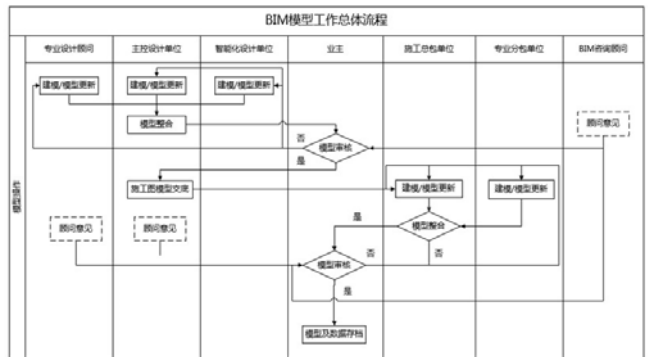 BIM模型工作总体流程
专业设计顾问 主控设计单位 智能化设计单位 业主 施工总包单位 专业分包单位 BIM咨询顾问
模型操作
建模/模型更新 建模/模型更新 建模/模型更新
模型整合 顾问意见
否 模型审核
是
施工图模型交底 建模/模型更新 建模/模型更新
顾问意见 顾问意见 是 模型整合
否 否
模型审核
是
模型及数据存档